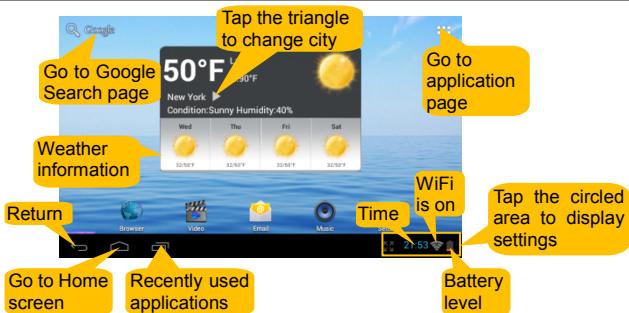 Google
Tap the triangle
to change city
Go to Google
Search page
Go to
application
page
50°F
90°F
New York
Condition:Sunny Humidity:40%
Wed Thu Fri Sat
32/50°F 32/50°F 32/50°F 32/50°F
Weather
information
WiFi
is on
Tap the circled
area to display
settings
Return
Time
Browser Video Email Music
21:53
Go to Home
screen
Recently used
applications
Battery
level